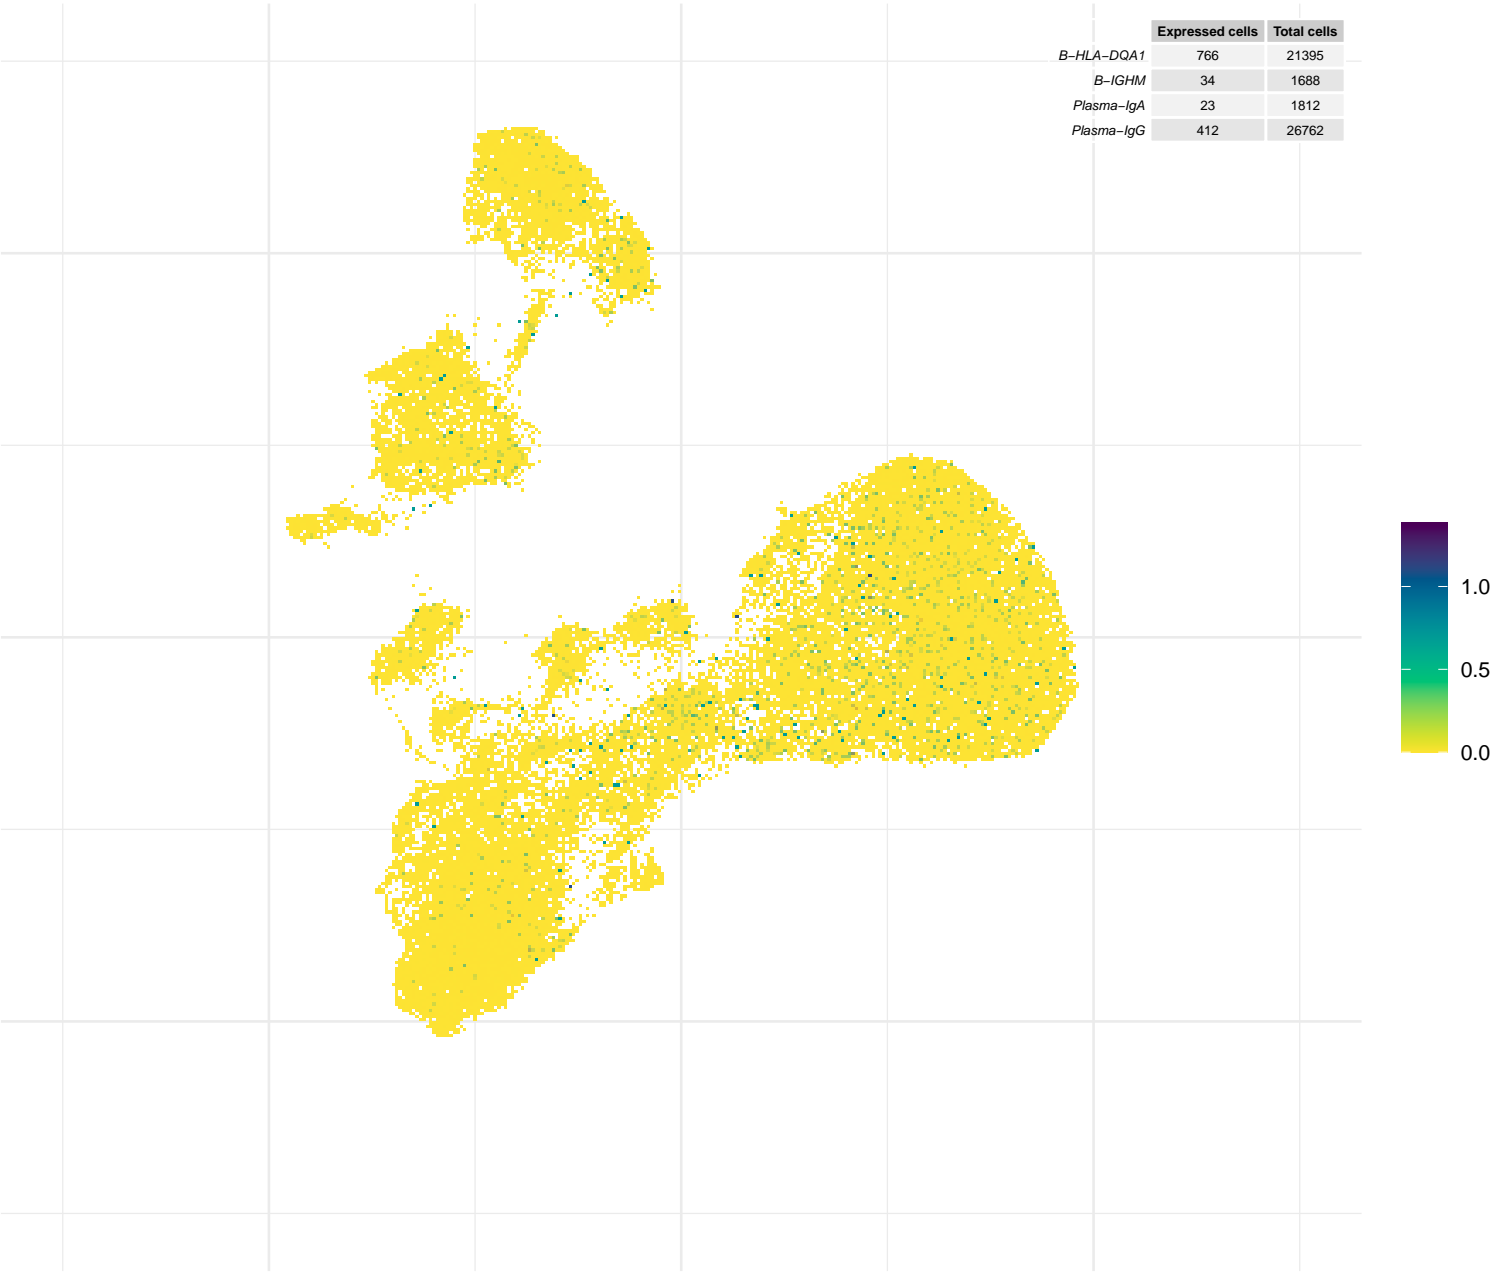 Expressed cells Total cells
B−HLA−DQA1 766 21395
B−IGHM 34 1688
Plasma−IgA 23 1812
Plasma−IgG 412 26762
1.0
0.5
0.0